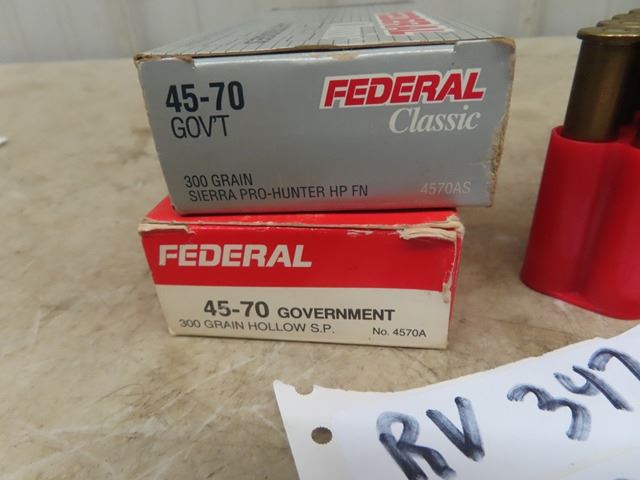 45-70
GOV'T
FEDERAL
Classic
300 GRAIN
SIERRA PRO-HUNTER HP FN
4570AS
FEDERAL
45-70 GOVERNMENT
300 GRAIN HOLLOW S.P. No. 4570A
RV 347